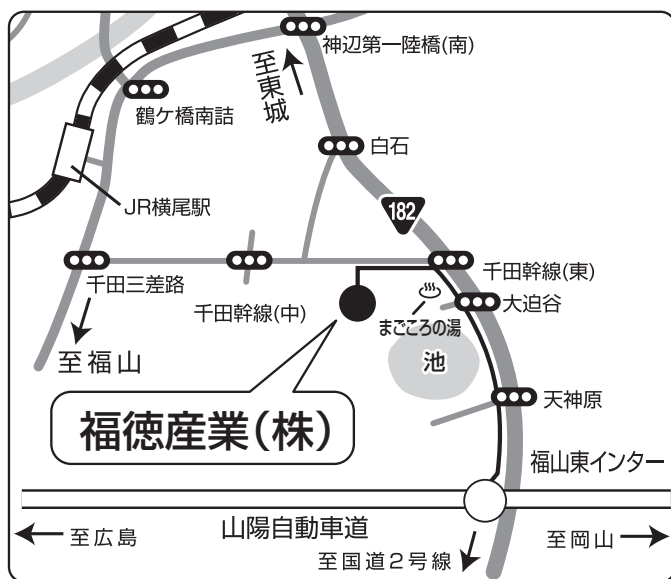 神辺第一陸橋(南)
至東城
鶴ケ橋南詰
白石
JR横尾駅
182
千田三差路
千田幹線(中)
千田幹線(東)
大迫谷
まごころの湯
池
至福山
天神原
福徳産業(株)
福山東インター
至広島
山陽自動車道
至国道2号線
至岡山